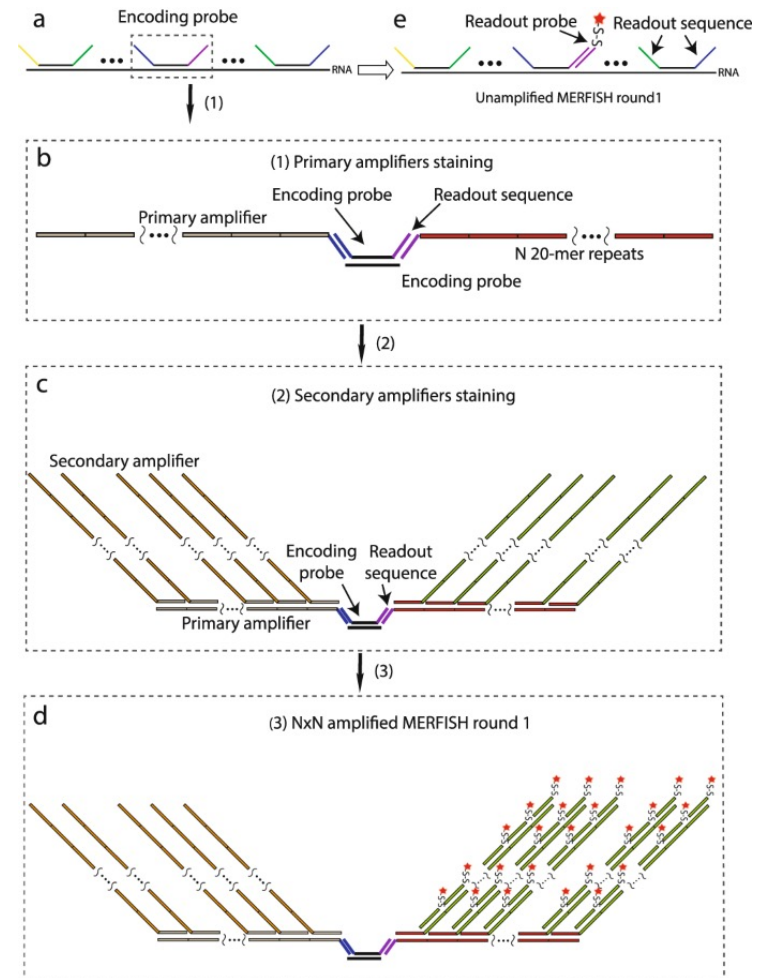 a
Encoding probe
RNA
(1)
e
Readout probe
Readout sequence
S-S
RNA
Unamplified MERFISH round1
b
(1) Primary amplifiers staining
Encoding probe
Readout sequence
Primary amplifier
N 20-mer repeats
Encoding probe
(2)
c
(2) Secondary amplifiers staining
Secondary amplifier
Encoding
probe
Readout
sequence
Primary amplifier
(3)
d
(3) NxN amplified MERFISH round 1